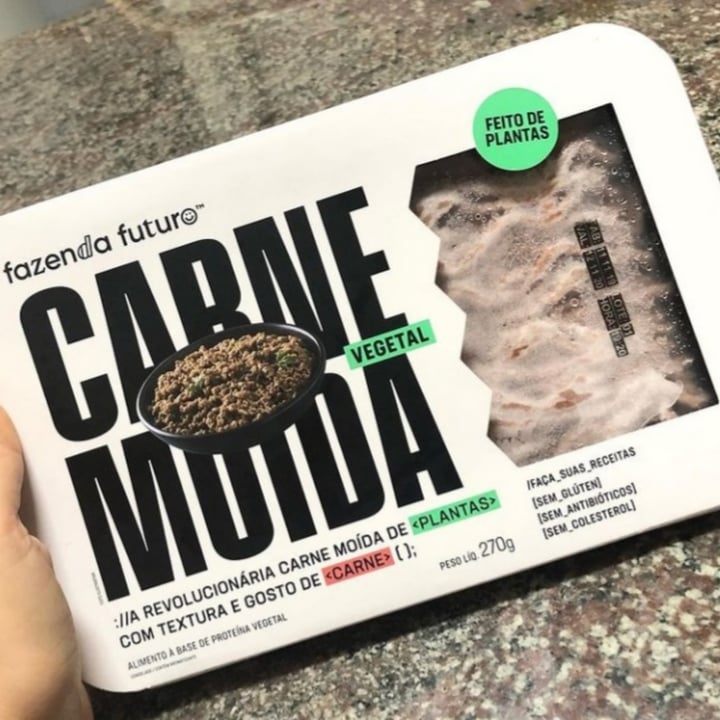 FEITO DE
PLANTAS
fazenda futuro™
CARNE
VEGETAL
MOÍDA
://A REVOLUCIONÁRIA CARNE MOÍDA DE <PLANTAS>
COM TEXTURA E GOSTO DE <CARNE> { };
ALIMENTO À BASE DE PROTEÍNA VEGETAL
PESO LÍQ. 270g
/FAÇA_SUAS_RECEITAS
[SEM_GLÚTEN]
[SEM_ANTIBIÓTICOS]
[SEM_COLESTEROL]